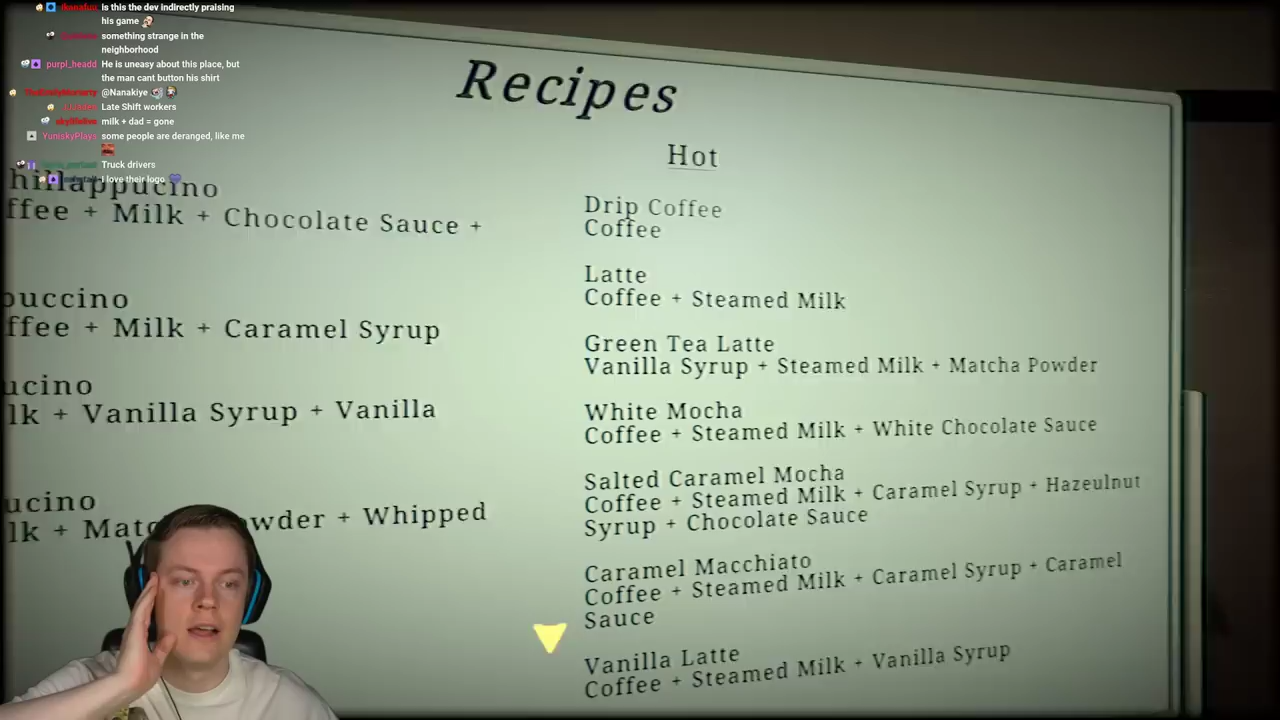 is this the dev indirectly praising
his game
something strange in the
neighborhood
purpl_headd He is uneasy about this place, but
the man cant button his shirt
@Nanakiye
Late Shift workers
milk + dad = gone
YuniskyPlays some people are deranged, like me
Truck drivers
I love their logo
Recipes
hillappucino
ffee + Milk + Chocolate Sauce +
puccino
ffee + Milk + Caramel Syrup
ucino
lk + Vanilla Syrup + Vanilla
ucino
lk + Matc wder + Whipped
Hot
Drip Coffee
Coffee
Latte
Coffee + Steamed Milk
Green Tea Latte
Vanilla Syrup + Steamed Milk + Matcha Powder
White Mocha
Coffee + Steamed Milk + White Chocolate Sauce
Salted Caramel Mocha
Coffee + Steamed Milk + Caramel Syrup + Hazeulnut
Syrup + Chocolate Sauce
Caramel Macchiato
Coffee + Steamed Milk + Caramel Syrup + Caramel
Sauce
Vanilla Latte
Coffee + Steamed Milk + Vanilla Syrup